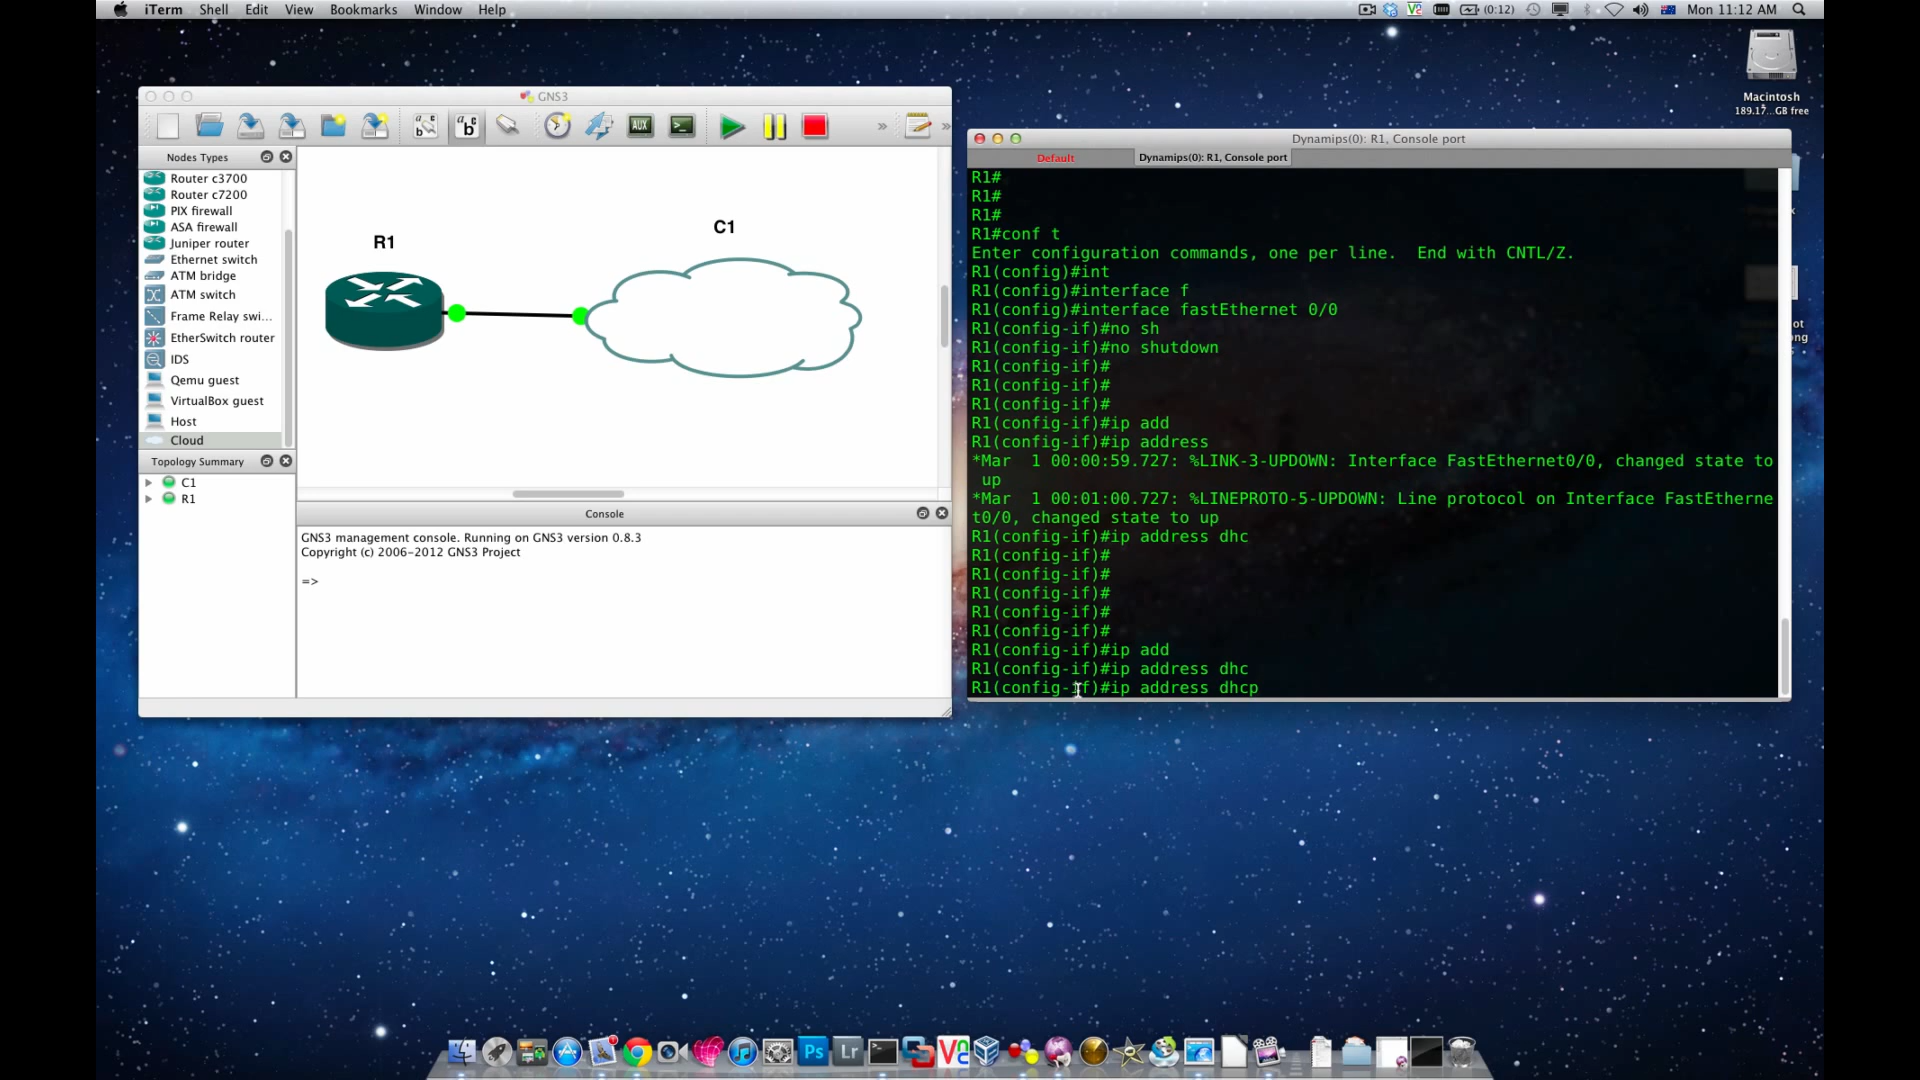 iTerm Shell Edit View Bookmarks Window Help
(0:12) Mon 11:12 AM
Macintosh
189.17...GB free
GNS3
AUX
Nodes Types
Router c3700
Router c7200
PIX firewall
ASA firewall
Juniper router
Ethernet switch
ATM bridge
ATM switch
Frame Relay swi...
EtherSwitch router
IDS
Qemu guest
VirtualBox guest
Host
Cloud
Topology Summary
C1
R1
R1
C1
Console
GNS3 management console. Running on GNS3 version 0.8.3
Copyright (c) 2006-2012 GNS3 Project
=>
Dynamips(0): R1, Console port
Default
Dynamips(0): R1, Console port
R1#
R1#
R1#
R1#conf t
Enter configuration commands, one per line.  End with CNTL/Z.
R1(config)#int
R1(config)#interface f
R1(config)#interface fastEthernet 0/0
R1(config-if)#no sh
R1(config-if)#no shutdown
R1(config-if)#
R1(config-if)#
R1(config-if)#
R1(config-if)#ip add
R1(config-if)#ip address
*Mar  1 00:00:59.727: %LINK-3-UPDOWN: Interface FastEthernet0/0, changed state to
up
*Mar  1 00:01:00.727: %LINEPROTO-5-UPDOWN: Line protocol on Interface FastEtherne
t0/0, changed state to up
R1(config-if)#ip address dhc
R1(config-if)#
R1(config-if)#
R1(config-if)#
R1(config-if)#
R1(config-if)#
R1(config-if)#ip add
R1(config-if)#ip address dhc
R1(config-if)#ip address dhcp
Ps
Lr